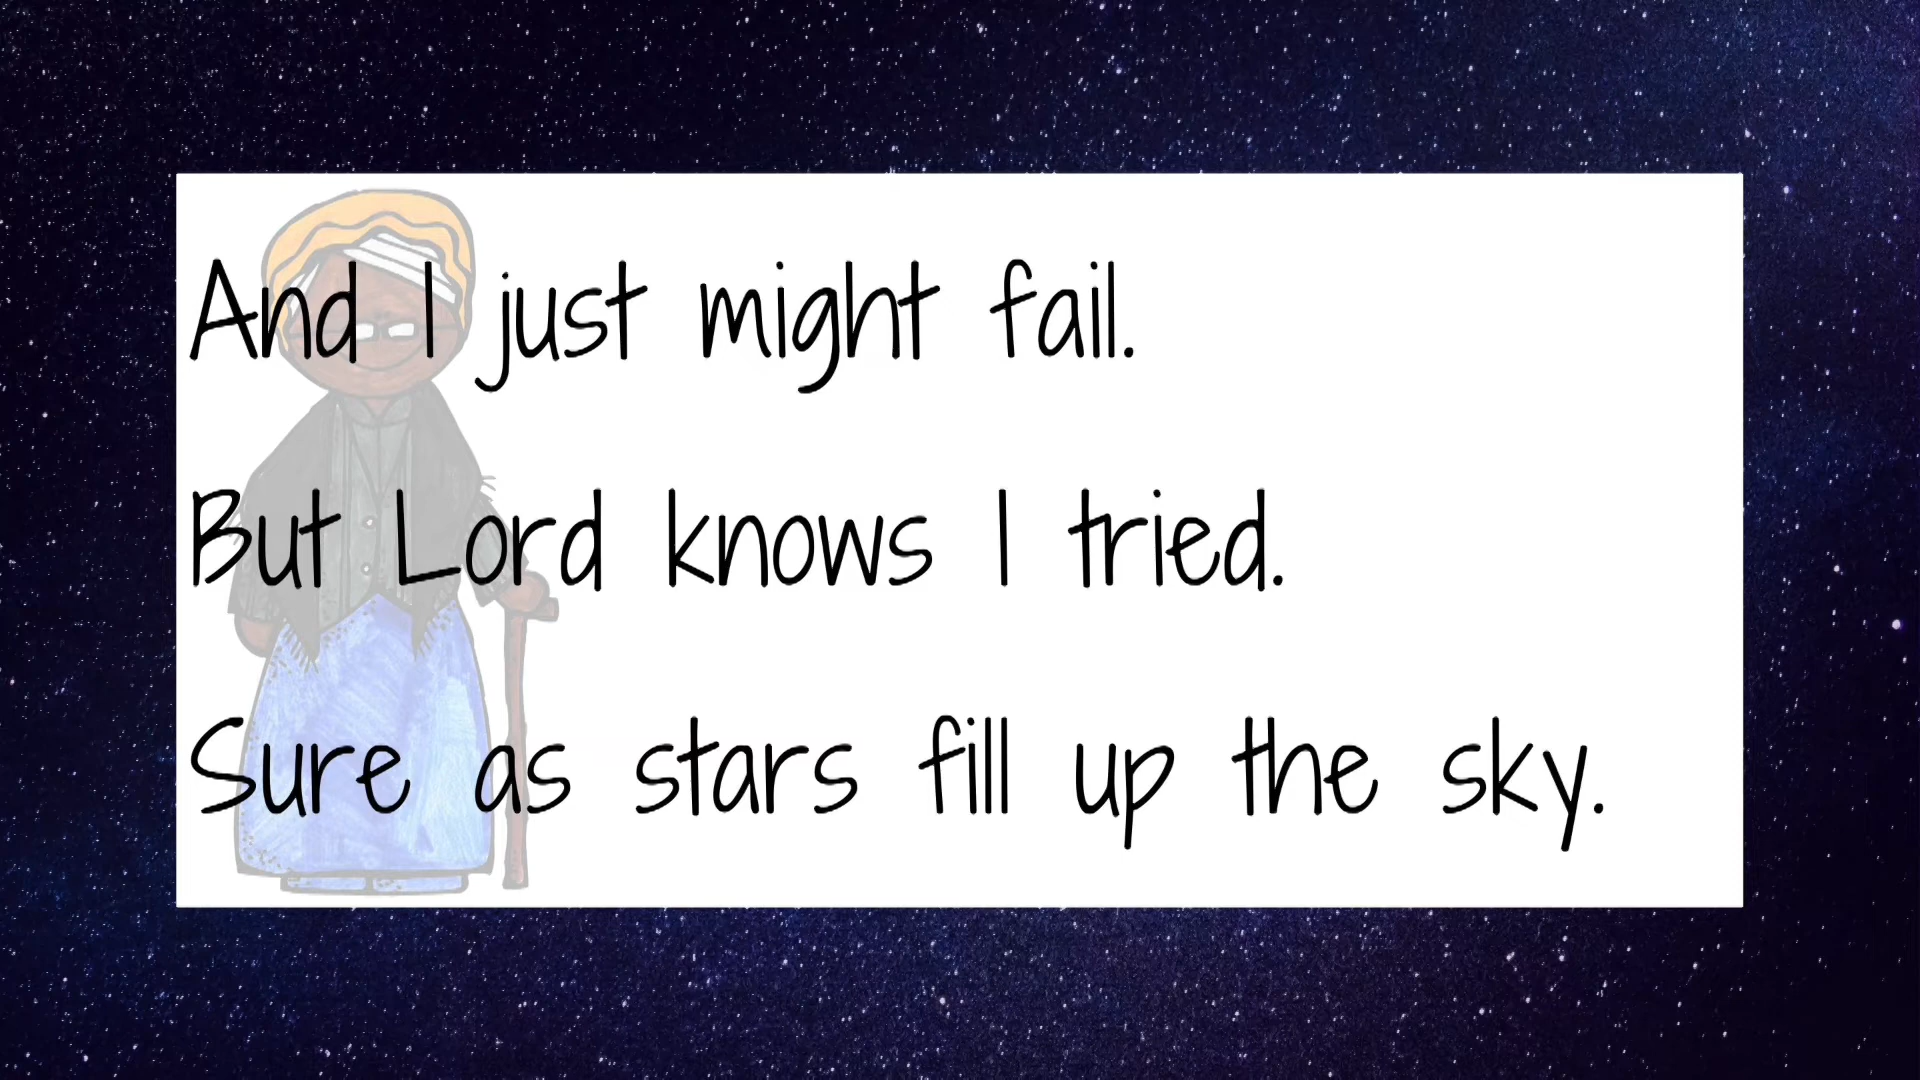 And I just might fail.
But Lord knows I tried.
Sure as stars fill up the sky.